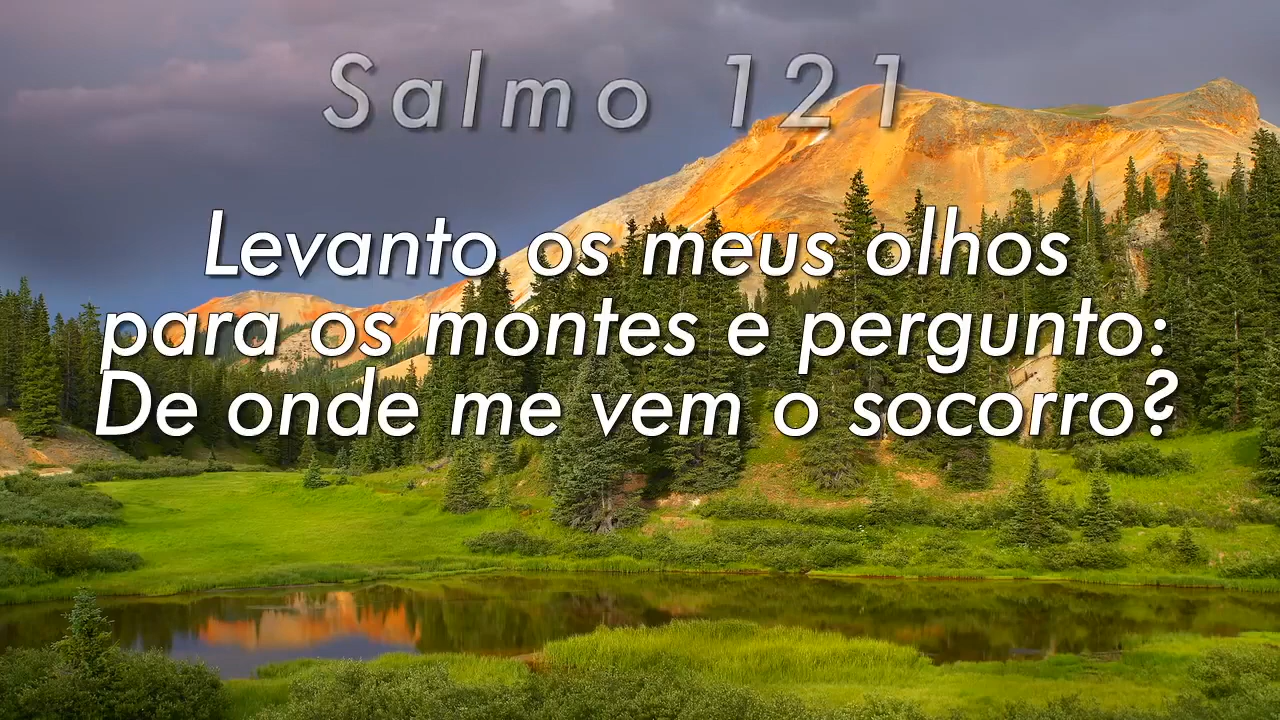 Salmo 121
Levanto os meus olhos
para os montes e pergunto:
De onde me vem o socorro?